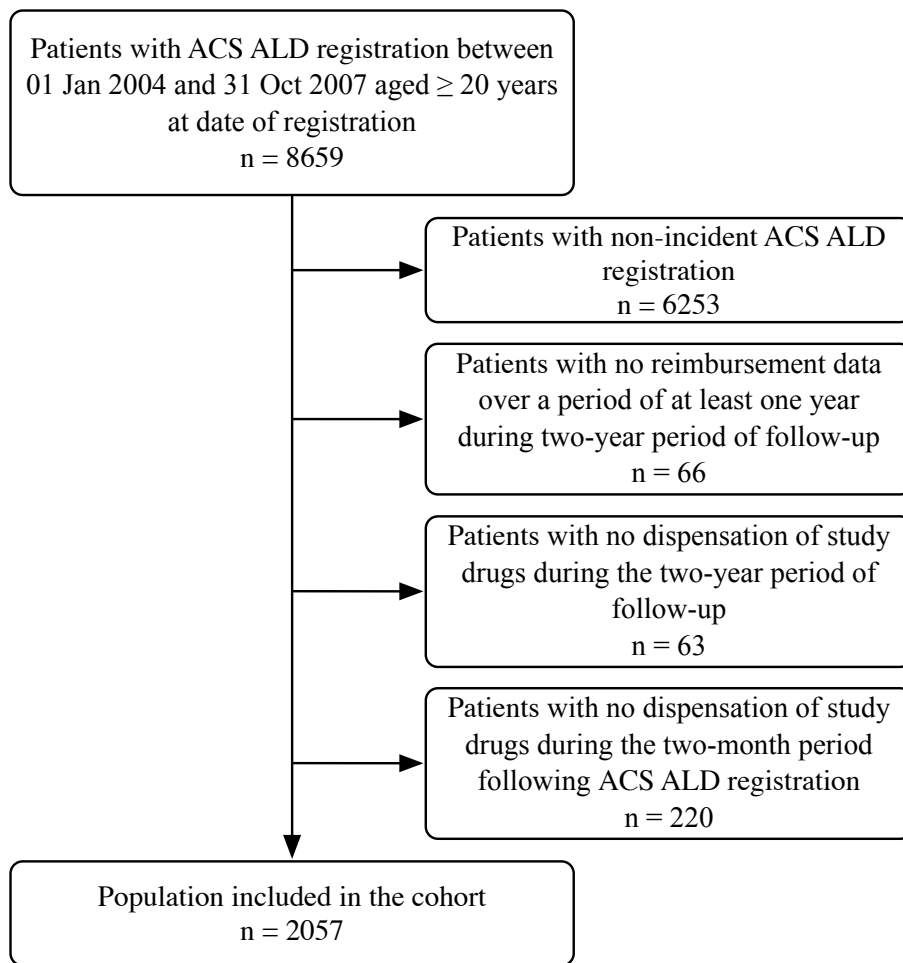 Patients with ACS ALD registration between
01 Jan 2004 and 31 Oct 2007 aged ≥ 20 years
at date of registration
n = 8659
Patients with non-incident ACS ALD
registration
n = 6253
Patients with no reimbursement data
over a period of at least one year
during two-year period of follow-up
n = 66
Patients with no dispensation of study
drugs during the two-year period of
follow-up
n = 63
Patients with no dispensation of study
drugs during the two-month period
following ACS ALD registration
n = 220
Population included in the cohort
n = 2057